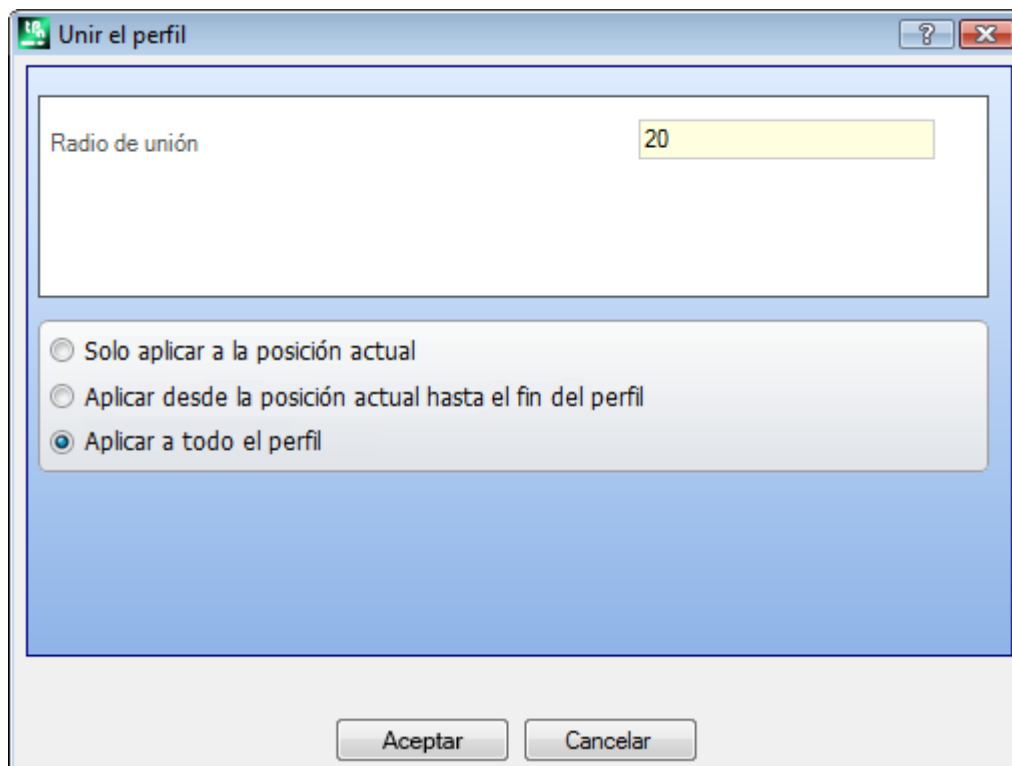 Unir el perfil
Radio de unión 20
Solo aplicar a la posición actual
Aplicar desde la posición actual hasta el fin del perfil
Aplicar a todo el perfil
Aceptar Cancelar